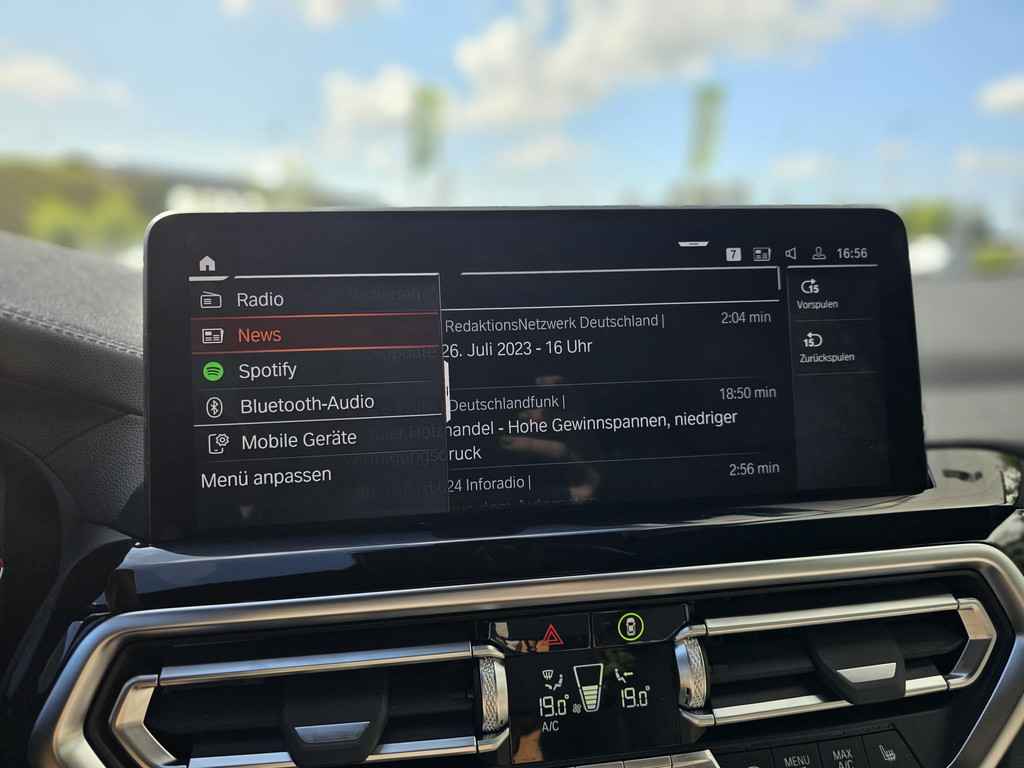 7 16:56
Radio
News
Spotify
Bluetooth-Audio
Mobile Geräte
Menü anpassen
RedaktionsNetzwerk Deutschland | 2:04 min
26. Juli 2023 - 16 Uhr
Deutschlandfunk | 18:50 min
handel - Hohe Gewinnspannen, niedriger
ruck
24 Inforadio | 2:56 min
15
Vorspulen
15
Zurückspulen
19.0° 19.0°
A/C
MENU
MAX
A/C